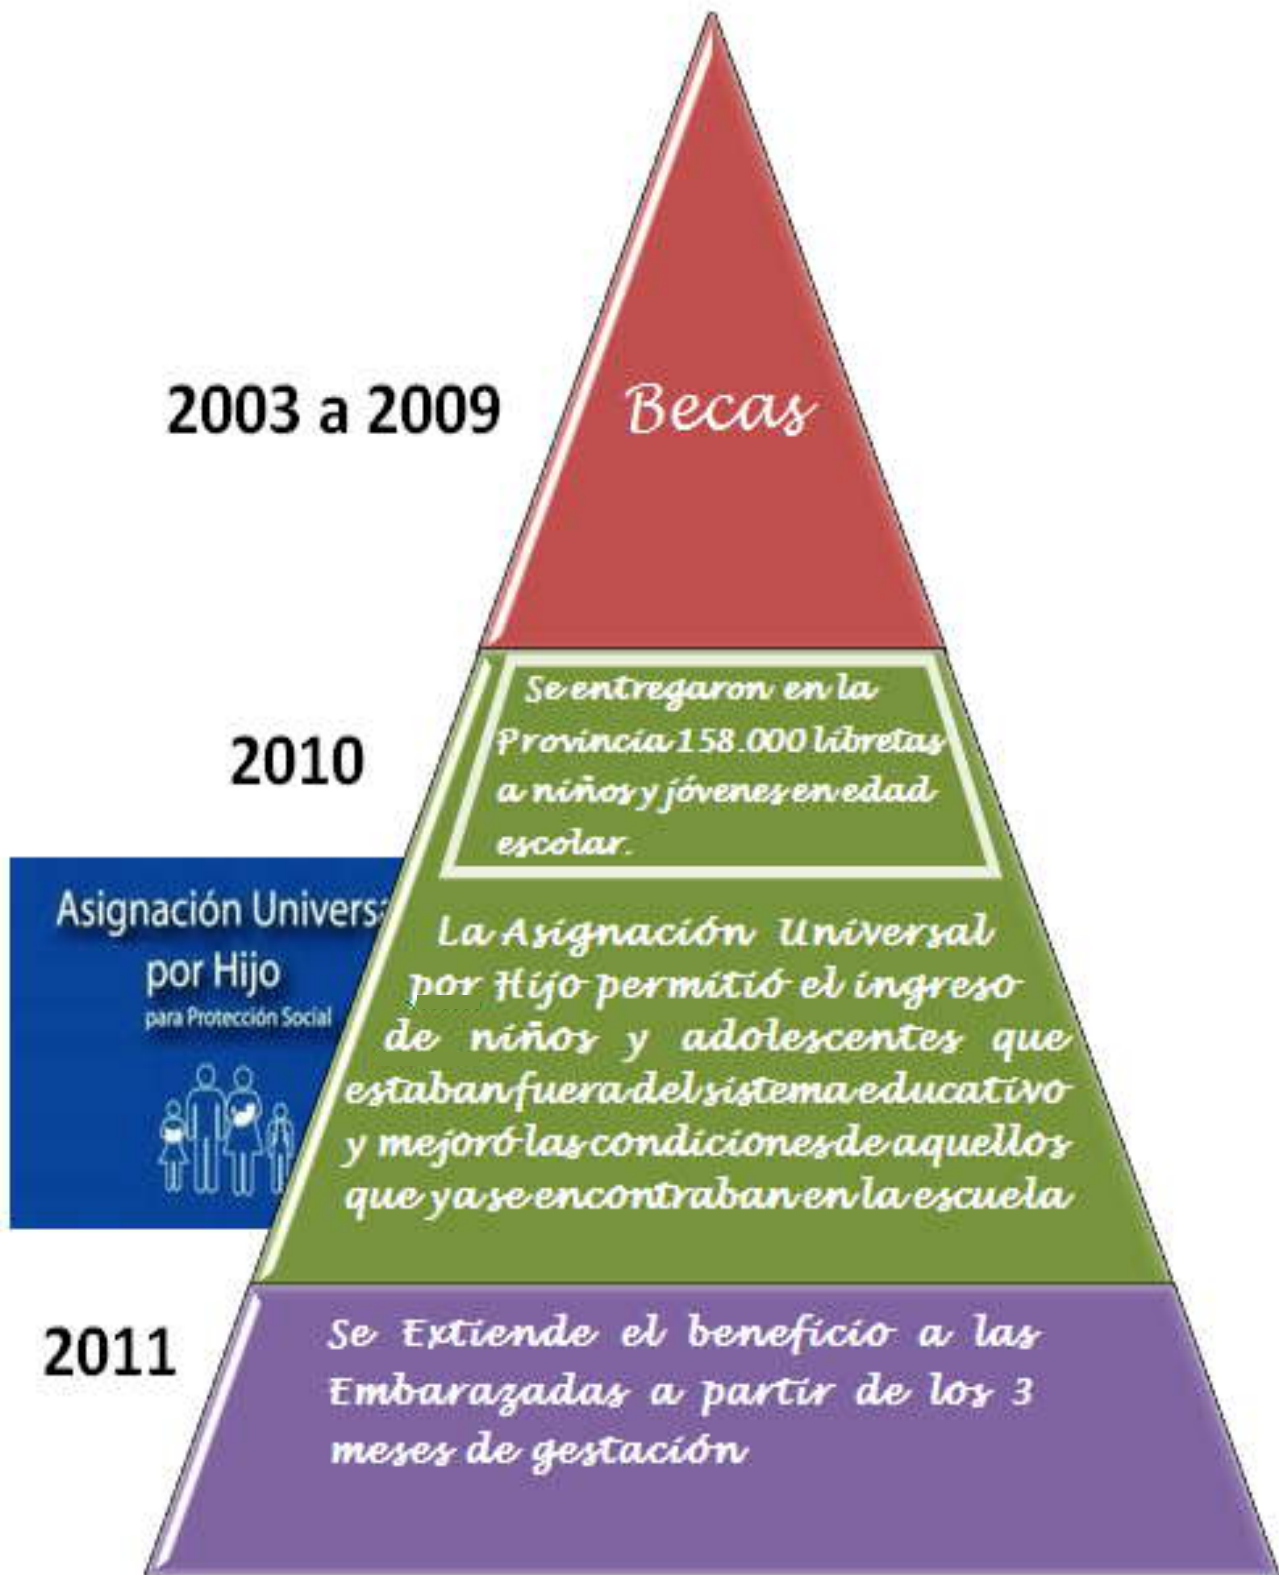 2003 a 2009
Becas
2010
Se entregaron en la
Provincia 158.000 libretas
a niños y jóvenes en edad
escolar.
Asignación Univers
por Hijo
para Protección Social
La Asignación Universal
por Hijo permitió el ingreso
de niños y adolescentes que
estaban fuera del sistema educativo
y mejoró las condiciones de aquellos
que ya se encontraban en la escuela
2011
Se Extiende el beneficio a las
Embarazadas a partir de los 3
meses de gestación